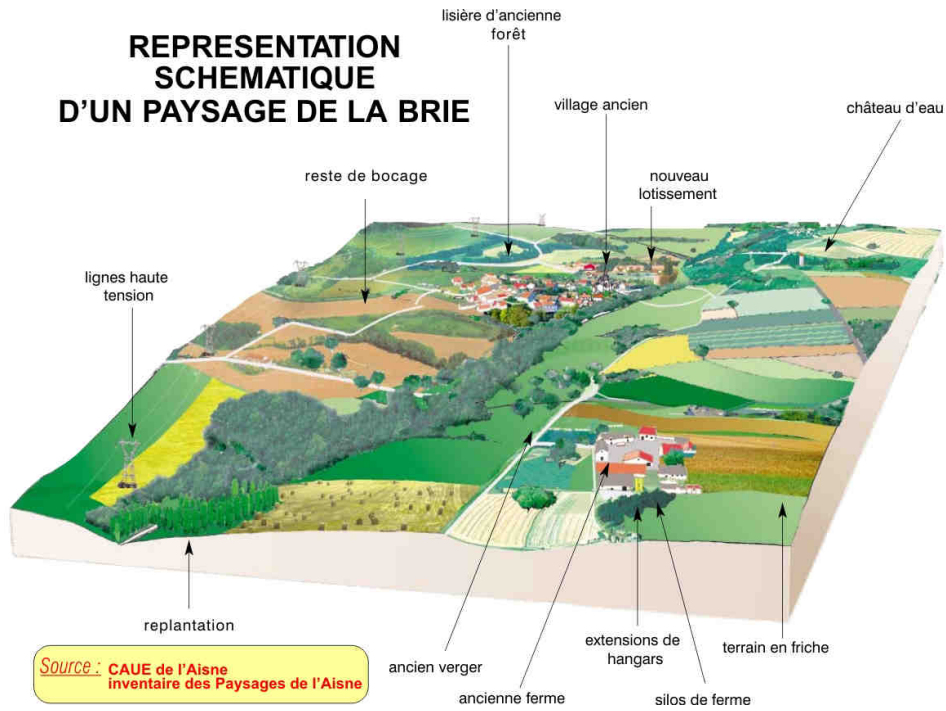 REPRESENTATION
SCHEMATIQUE
D'UN PAYSAGE DE LA BRIE
lisière d'ancienne
forêt
village ancien
château d'eau
reste de bocage
nouveau
lotissement
lignes haute
tension
replantation
ancien verger
ancienne ferme
extensions de
hangars
silos de ferme
terrain en friche
Source : CAUE de l'Aisne
inventaire des Paysages de l'Aisne